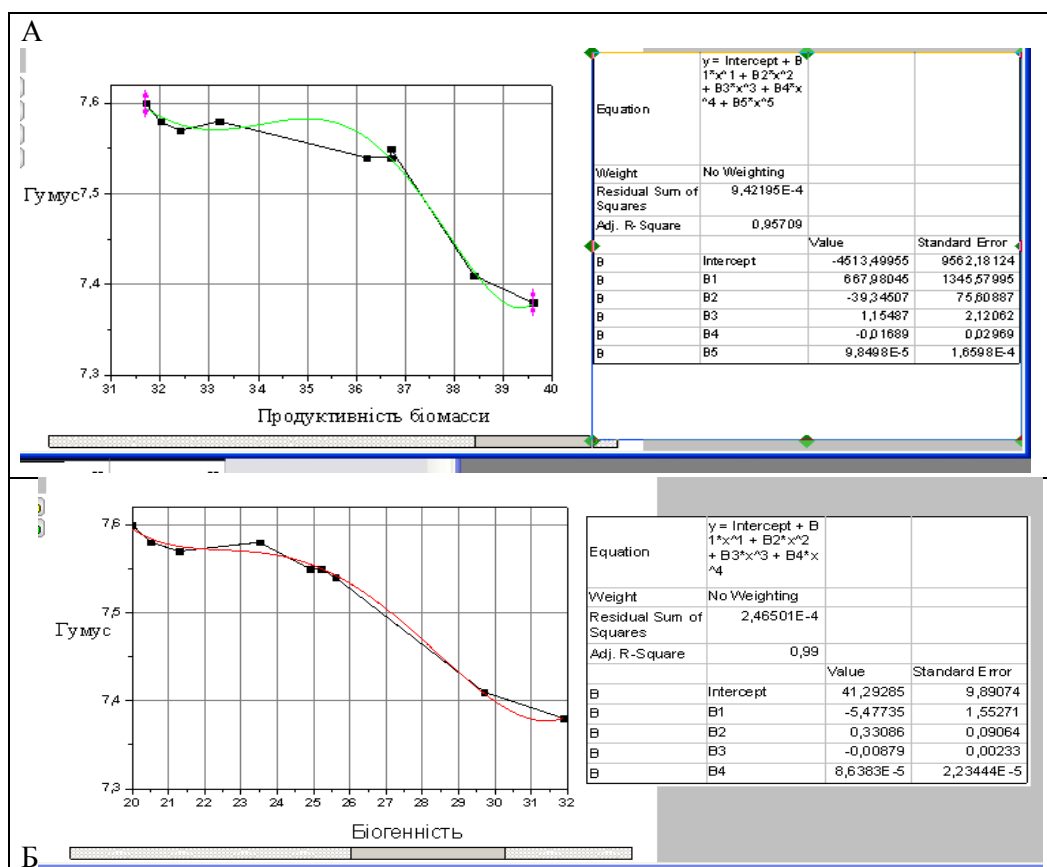 А
7,6
7,5
7,4
7,3
Гумус
31 32 33 34 35 36 37 38 39 40
Продуктивність біомасси
Equation
y = Intercept + B
1*x^1 + B2*x^2
+ B3*x^3 + B4*x
^4 + B5*x^5
Weight No Weighting
Residual Sum of
Squares
9,42195E-4
Adj. R-Square 0,95709
Value Standard Error
B Intercept -4513,49955 9562,18124
B B1 667,98045 1345,57995
B B2 -39,34507 75,60887
B B3 1,15487 2,12062
B B4 -0,01689 0,02969
B B5 9,8498E-5 1,6598E-4
7,6
7,5
7,4
7,3
Гумус
20 21 22 23 24 25 26 27 28 29 30 31 32
Біогенність
Equation
y = Intercept + B
1*x^1 + B2*x^2
+ B3*x^3 + B4*x
^4
Weight No Weighting
Residual Sum of
Squares
2,46501E-4
Adj. R-Square 0,99
Value Standard Error
B Intercept 41,29285 9,89074
B B1 -5,47735 1,55271
B B2 0,33086 0,09064
B B3 -0,00879 0,00233
B B4 8,6383E-5 2,23444E-5
Б